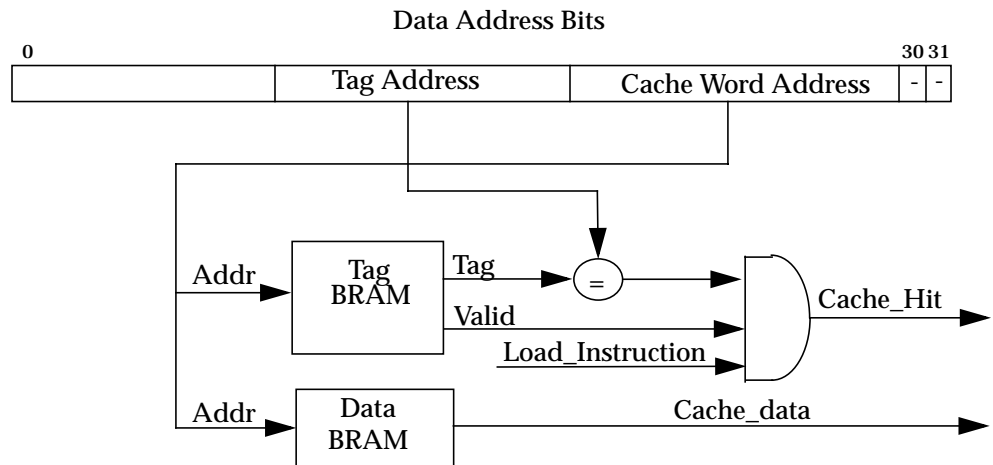 Data Address Bits
0 30 31
Tag Address Cache Word Address - -
Addr Tag BRAM Tag = Cache_Hit
Valid
Load_Instruction
Addr Data BRAM Cache_data